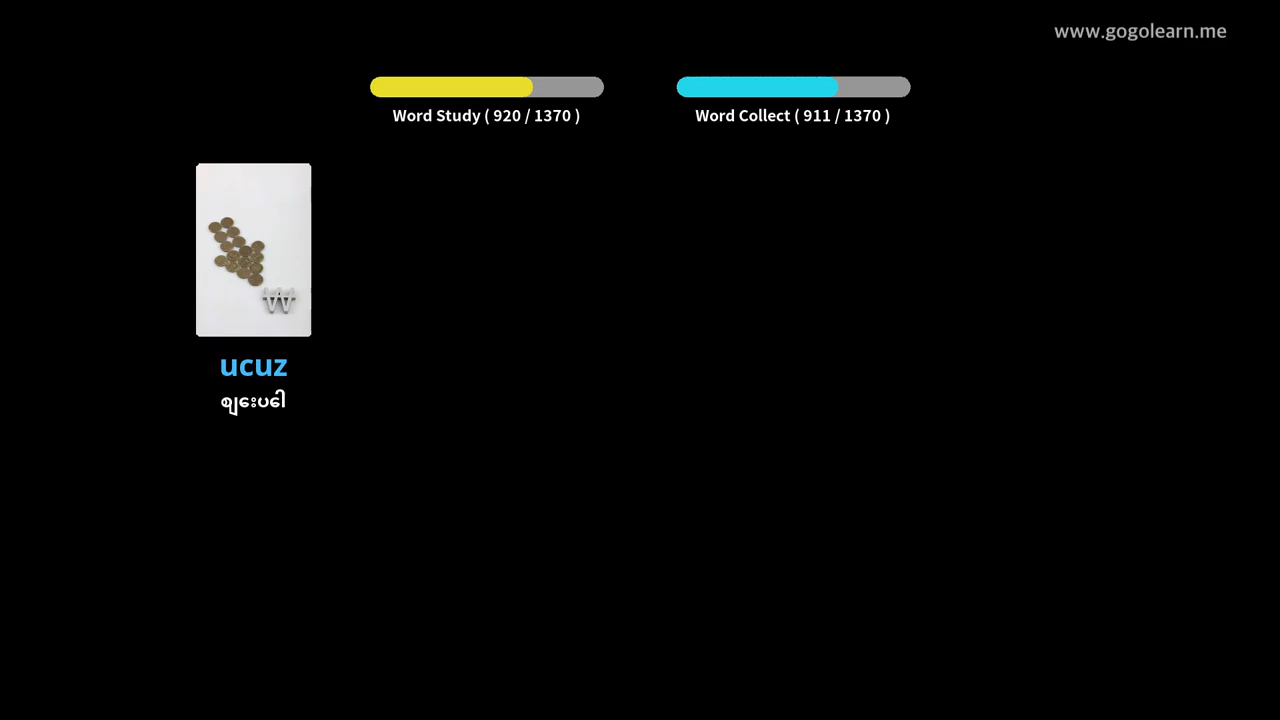 www.gogolearn.me
Word Study ( 920 / 1370 )
Word Collect ( 911 / 1370 )
₩
ucuz
ဈေးပေါ